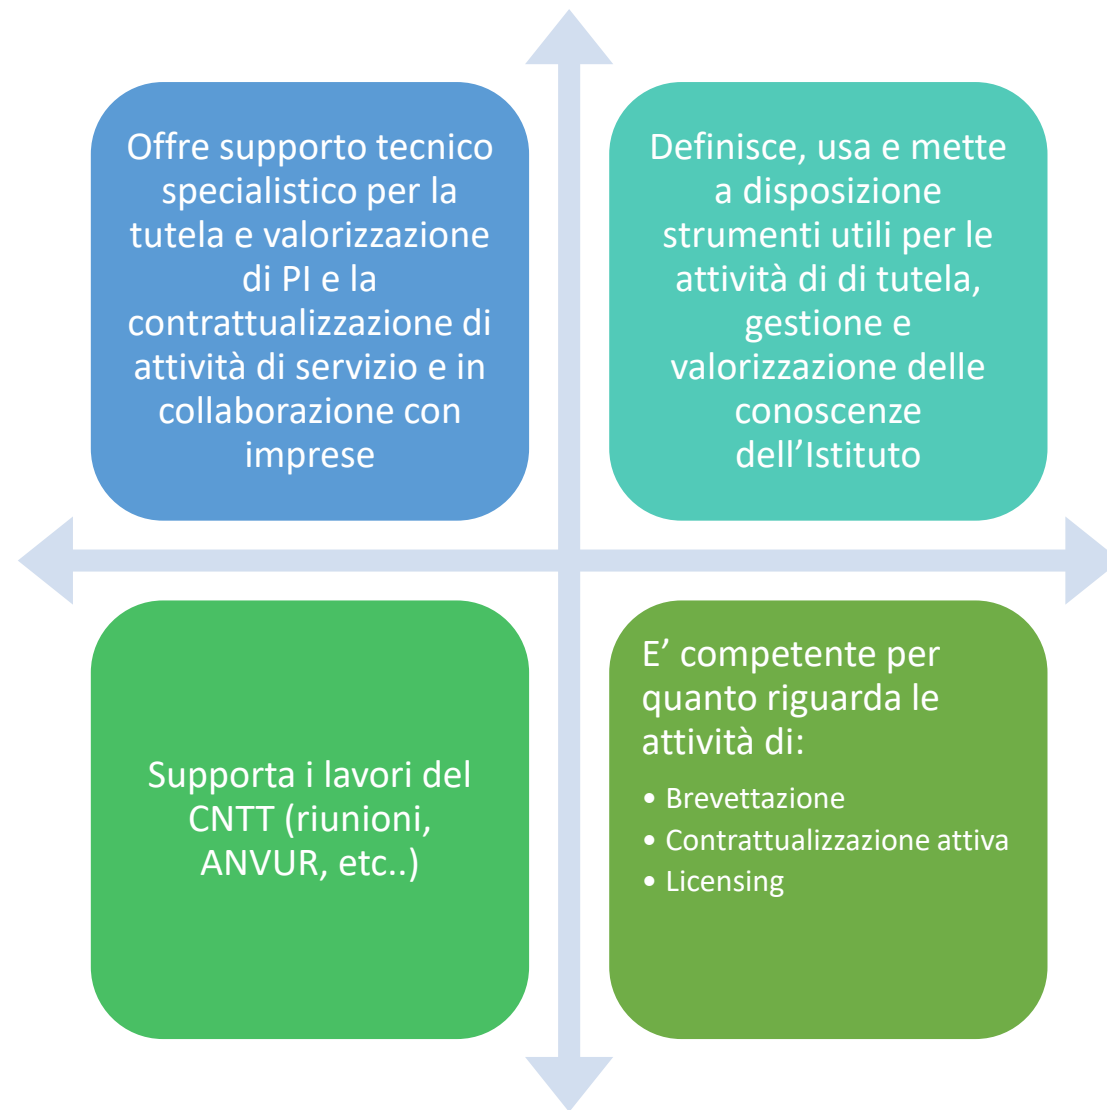 Offre supporto tecnico
specialistico per la
tutela e valorizzazione
di PI e la
contrattualizzazione di
attività di servizio e in
collaborazione con
imprese
Definisce, usa e mette
a disposizione
strumenti utili per le
attività di di tutela,
gestione e
valorizzazione delle
conoscenze
dell’Istituto
Supporta i lavori del
CNTT (riunioni,
ANVUR, etc..)
E’ competente per
quanto riguarda le
attività di:
• Brevettazione
• Contrattualizzazione attiva
• Licensing